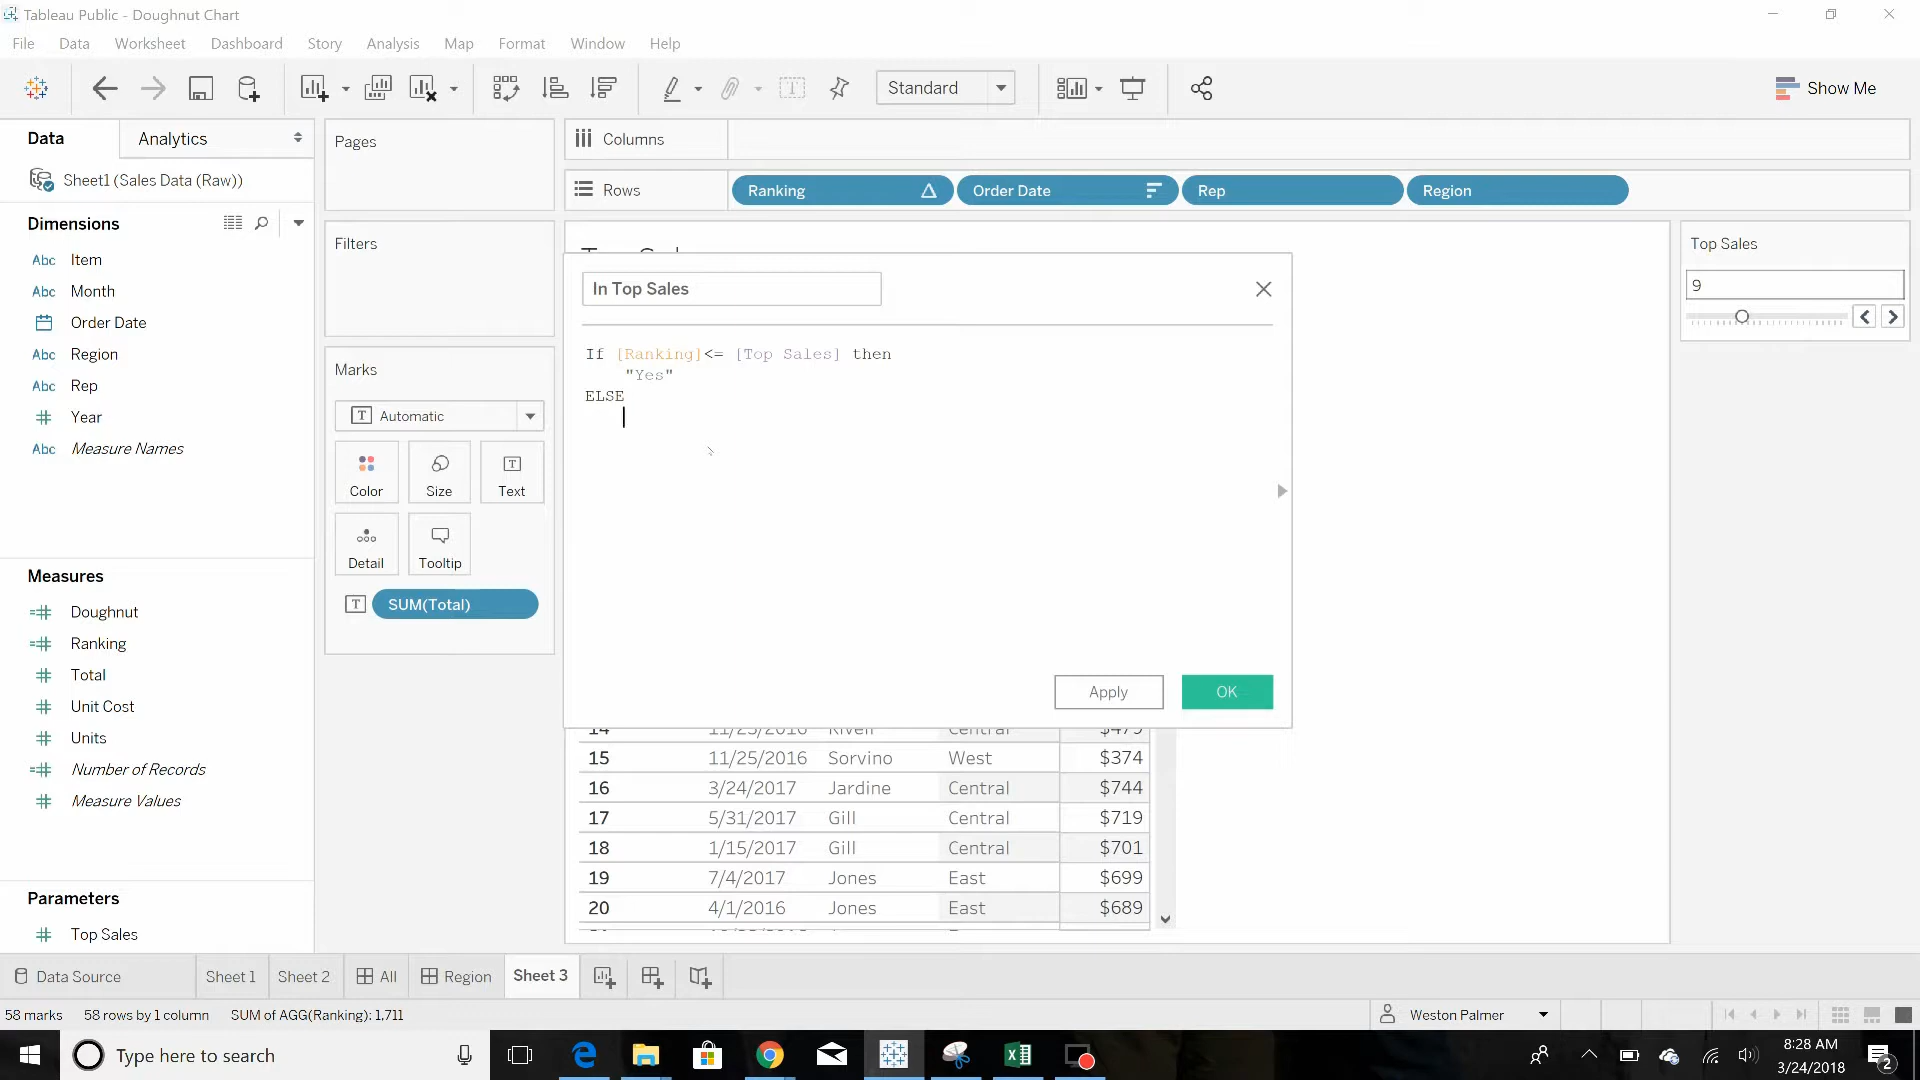 Tableau Public - Doughnut Chart
File Data Worksheet Dashboard Story Analysis Map Format Window Help
Standard
Show Me
Data
Analytics
Sheet1 (Sales Data (Raw))
Dimensions
Abc Item
Abc Month
Order Date
Abc Region
Abc Rep
Year
Abc Measure Names
Measures
Doughnut
Ranking
Total
Unit Cost
Units
Number of Records
Measure Values
Parameters
Top Sales
Pages
Filters
Marks
Automatic
Color Size Text
Detail Tooltip
SUM(Total)
Columns
Rows
Ranking
Order Date
Rep
Region
In Top Sales
If [Ranking]<= [Top Sales] then
"Yes"
ELSE
Apply
OK
15 11/25/2016 Sorvino West $374
16 3/24/2017 Jardine Central $744
17 5/31/2017 Gill Central $719
18 1/15/2017 Gill Central $701
19 7/4/2017 Jones East $699
20 4/1/2016 Jones East $689
Top Sales
9
Data Source
Sheet 1
Sheet 2
All
Region
Sheet 3
58 marks 58 rows by 1 column SUM of AGG(Ranking): 1,711
Weston Palmer
Type here to search
8:28 AM
3/24/2018
2